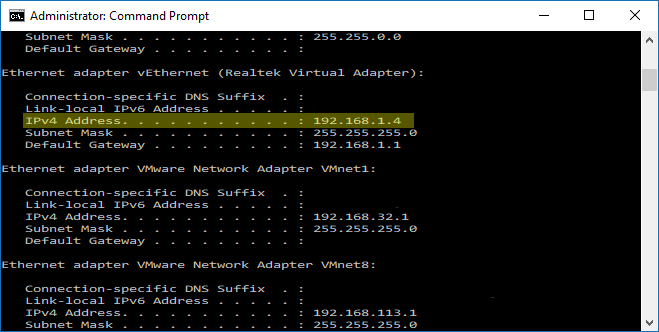 Administrator: Command Prompt
Subnet Mask . . . . . . . . . . . : 255.255.0.0
Default Gateway . . . . . . . . . :
Ethernet adapter vEthernet (Realtek Virtual Adapter):
Connection-specific DNS Suffix  . :
Link-local IPv6 Address . . . . . :
IPv4 Address. . . . . . . . . . . : 192.168.1.4
Subnet Mask . . . . . . . . . . . : 255.255.255.0
Default Gateway . . . . . . . . . : 192.168.1.1
Ethernet adapter VMware Network Adapter VMnet1:
Connection-specific DNS Suffix  . :
Link-local IPv6 Address . . . . . :
IPv4 Address. . . . . . . . . . . : 192.168.32.1
Subnet Mask . . . . . . . . . . . : 255.255.255.0
Default Gateway . . . . . . . . . :
Ethernet adapter VMware Network Adapter VMnet8:
Connection-specific DNS Suffix  . :
Link-local IPv6 Address . . . . . :
IPv4 Address. . . . . . . . . . . : 192.168.113.1
Subnet Mask . . . . . . . . . . . : 255.255.255.0